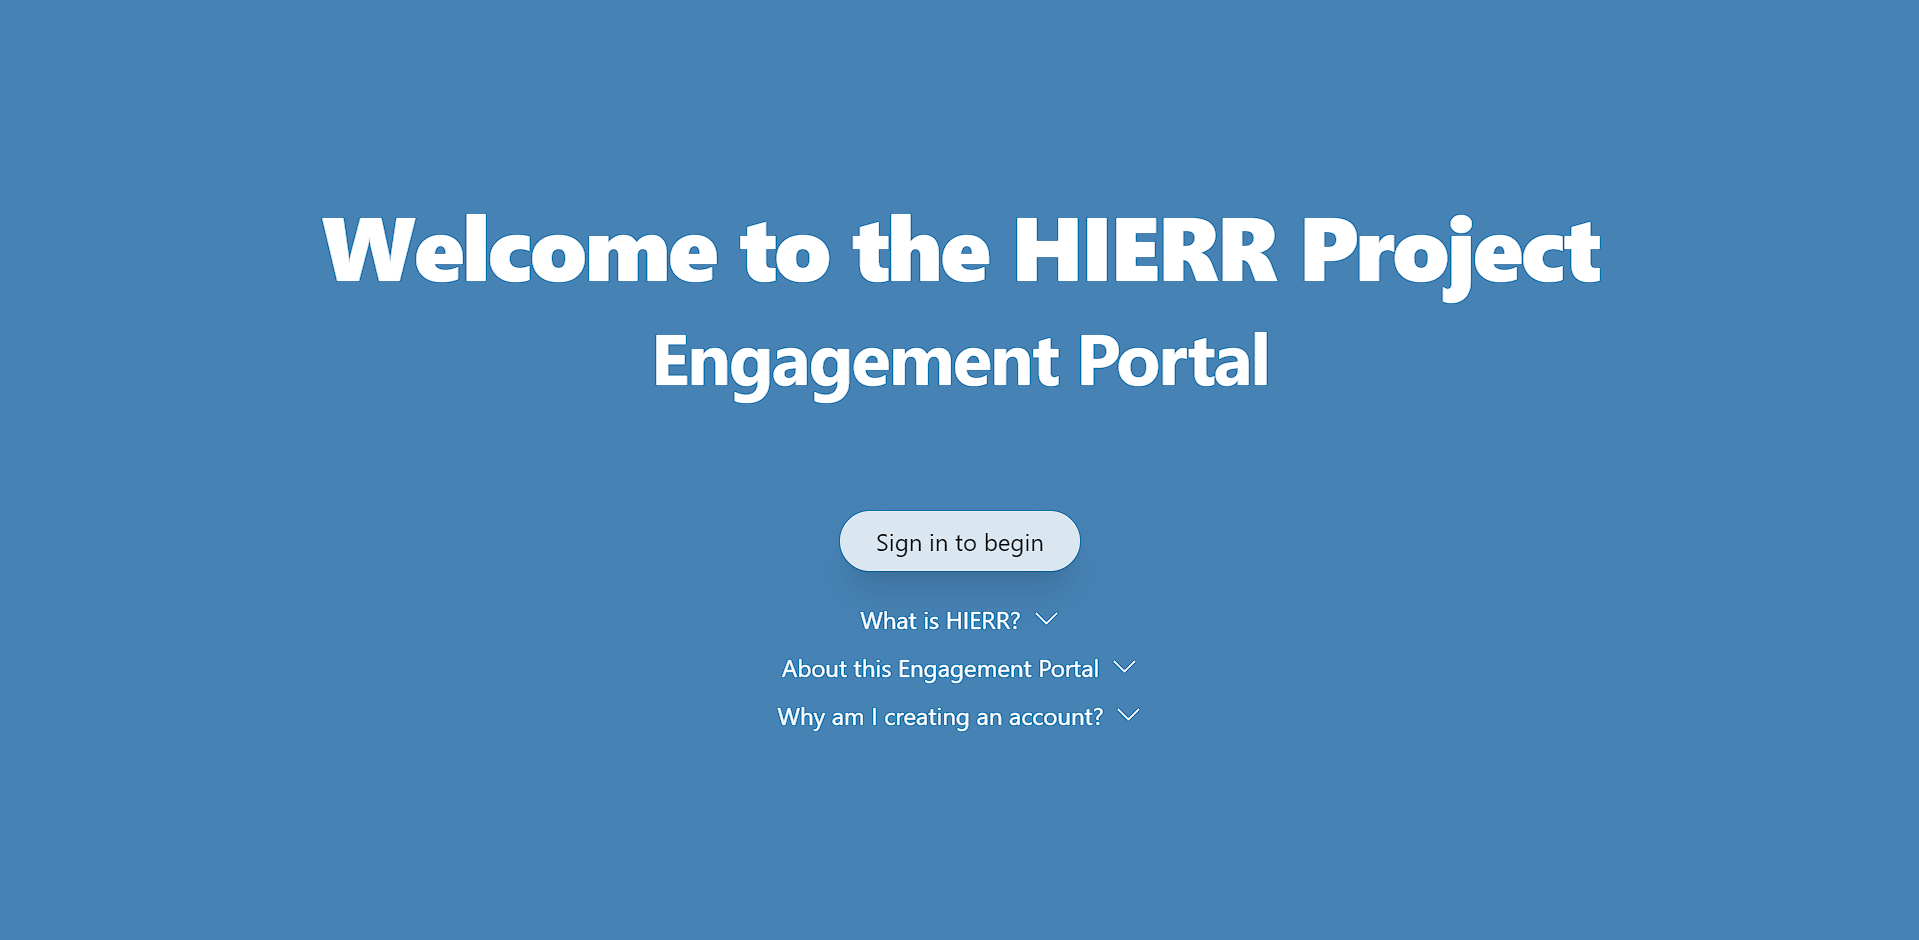 Welcome to the HIERR Project
Engagement Portal
Sign in to begin
What is HIERR?
About this Engagement Portal
Why am I creating an account?